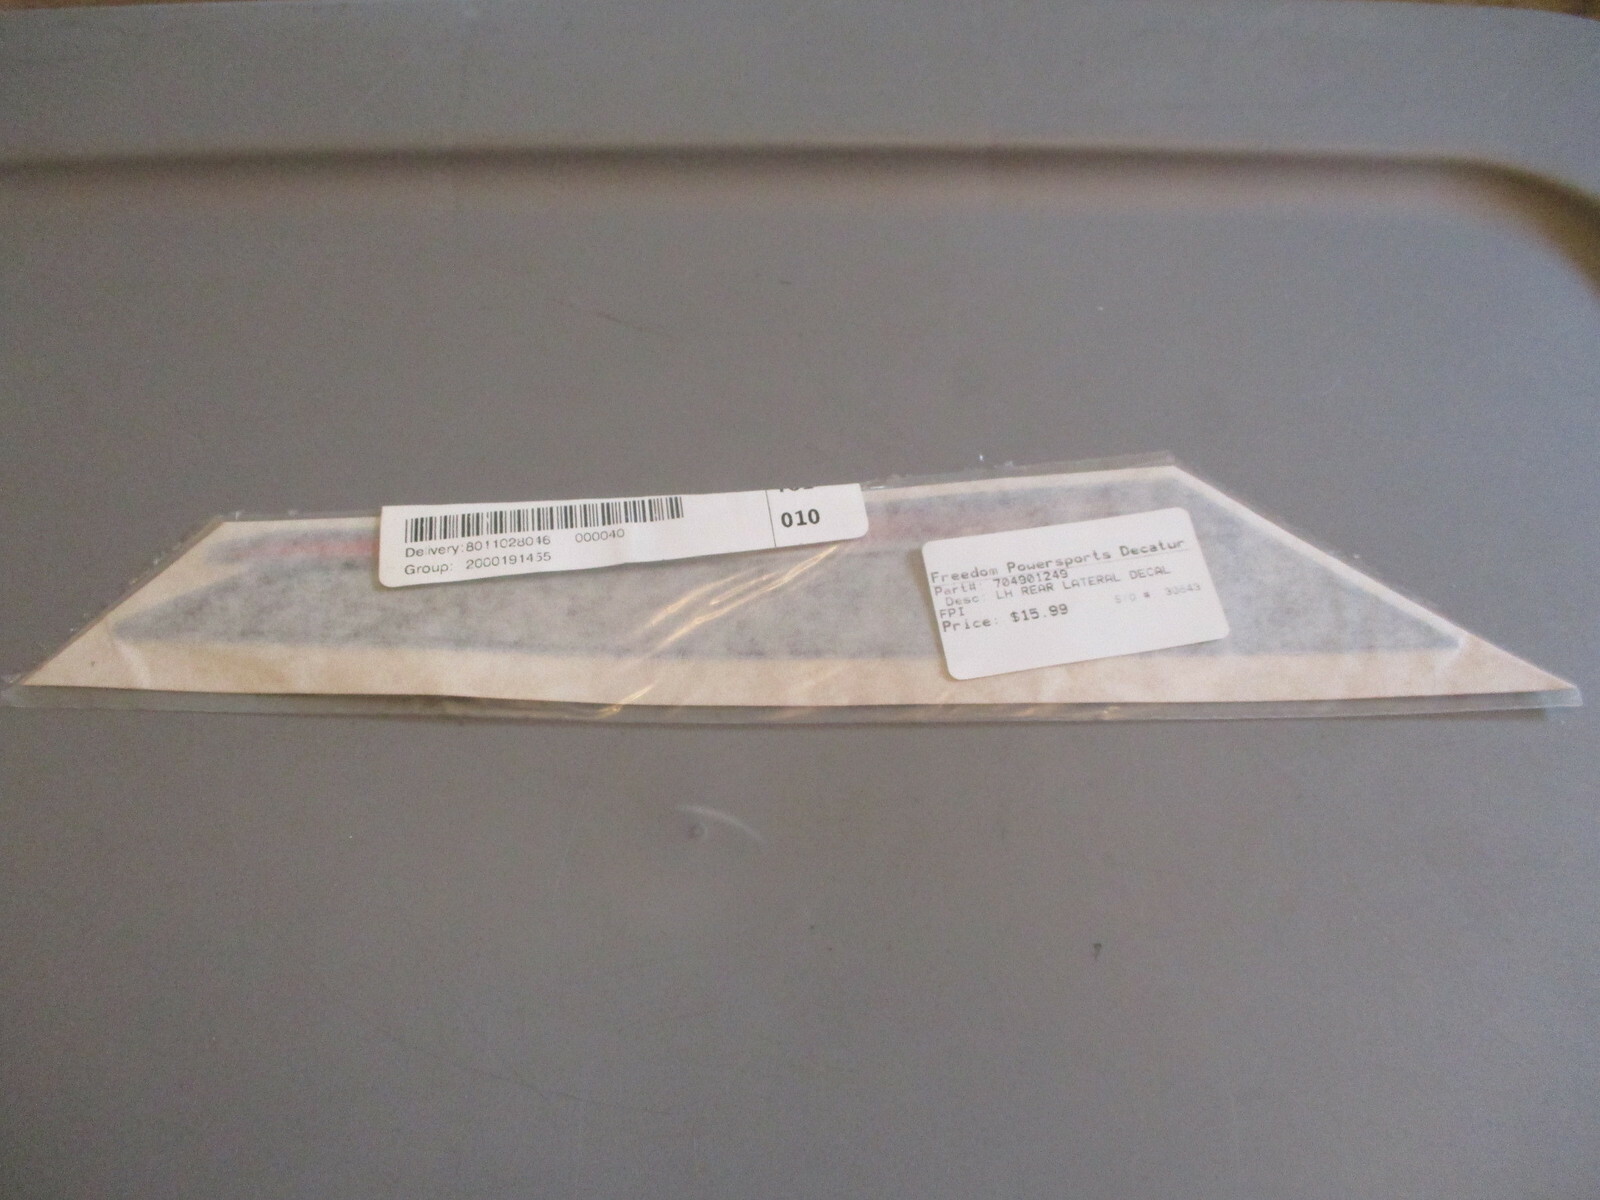 010
Delivery:8011028046 000040
Group: 2000191455
Freedom Powersports Decatur
Part#: 704901249
Desc: LH REAR LATERAL DECAL
FPI S/O # 30843
Price: $15.99